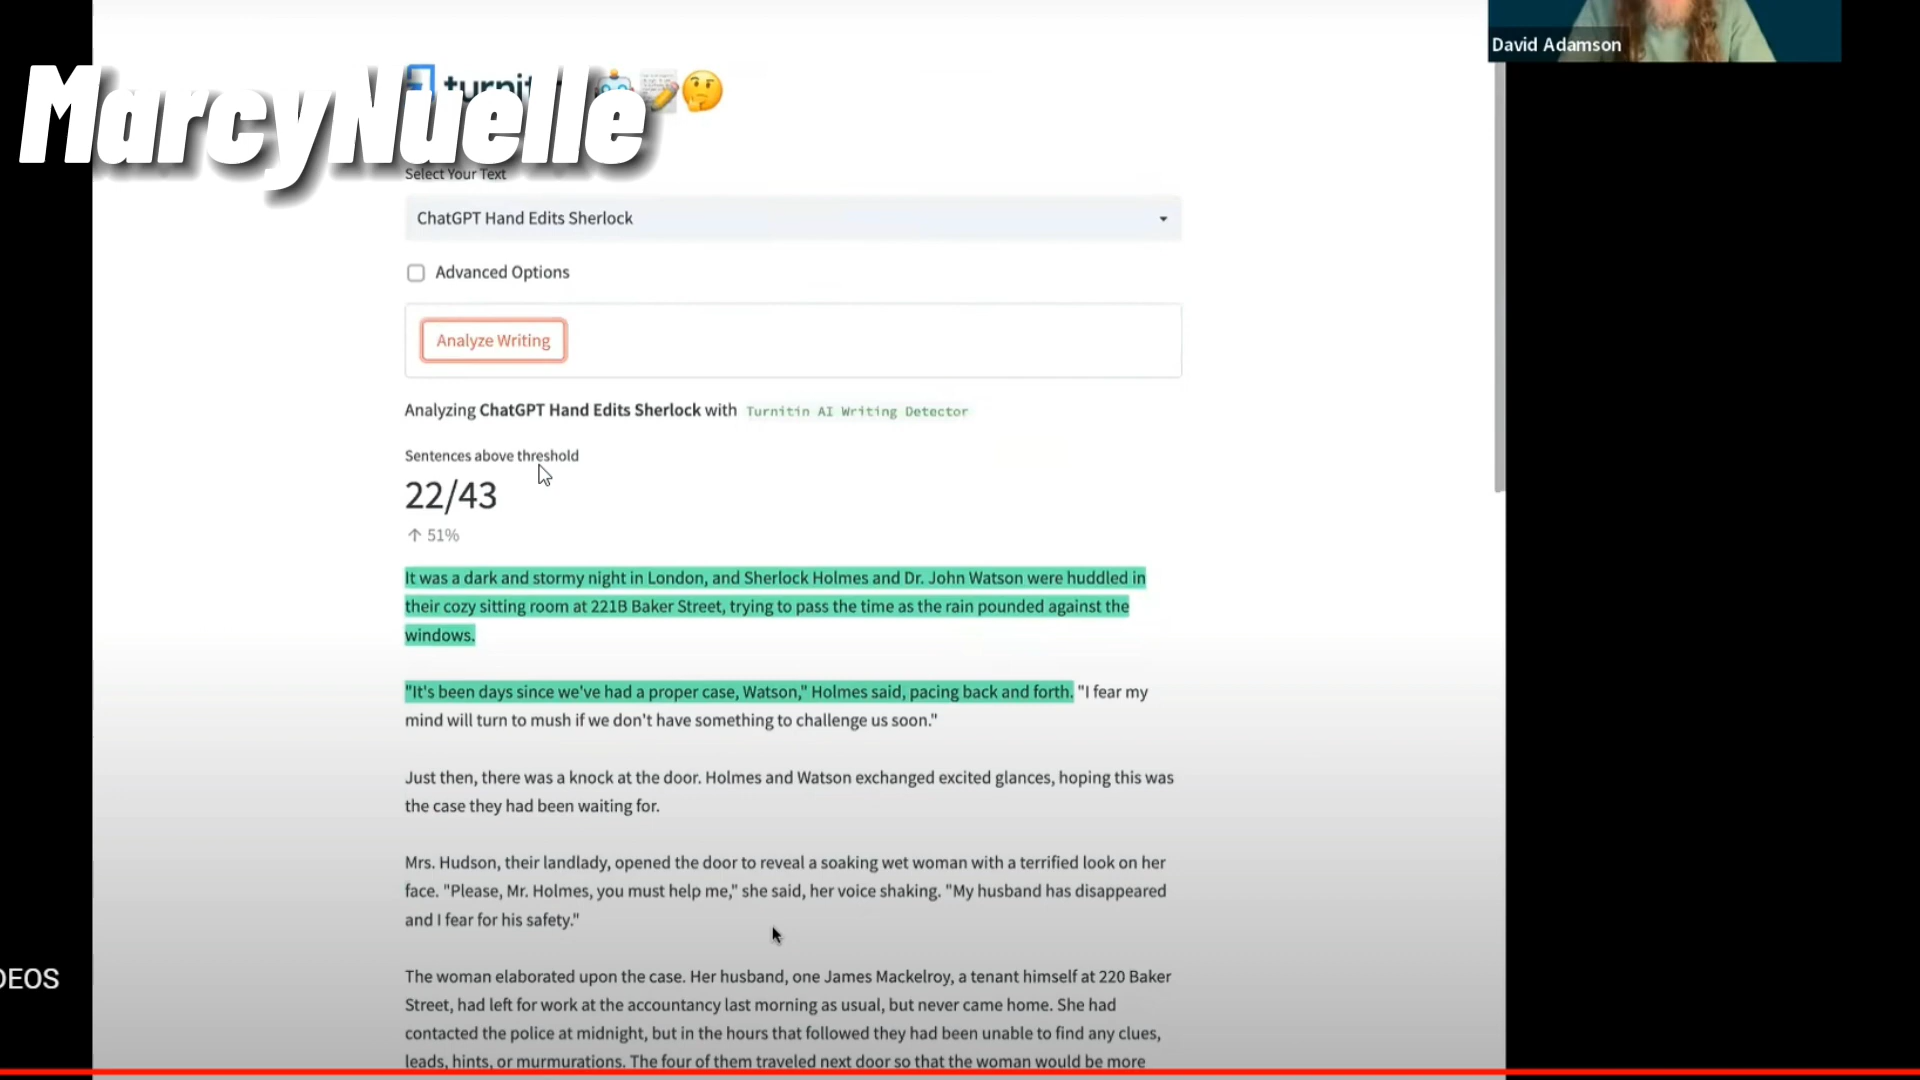 David Adamson
MarcyNuelle
Select Your Text
ChatGPT Hand Edits Sherlock
Advanced Options
Analyze Writing
Analyzing ChatGPT Hand Edits Sherlock with Turnitin AI Writing Detector
Sentences above threshold
22/43
↑ 51%
It was a dark and stormy night in London, and Sherlock Holmes and Dr. John Watson were huddled in
their cozy sitting room at 221B Baker Street, trying to pass the time as the rain pounded against the
windows.
"It's been days since we've had a proper case, Watson," Holmes said, pacing back and forth. "I fear my
mind will turn to mush if we don't have something to challenge us soon."
Just then, there was a knock at the door. Holmes and Watson exchanged excited glances, hoping this was
the case they had been waiting for.
Mrs. Hudson, their landlady, opened the door to reveal a soaking wet woman with a terrified look on her
face. "Please, Mr. Holmes, you must help me," she said, her voice shaking. "My husband has disappeared
and I fear for his safety."
The woman elaborated upon the case. Her husband, one James Mackelroy, a tenant himself at 220 Baker
Street, had left for work at the accountancy last morning as usual, but never came home. She had
contacted the police at midnight, but in the hours that followed they had been unable to find any clues,
leads, hints, or murmurations. The four of them traveled next door so that the woman would be more